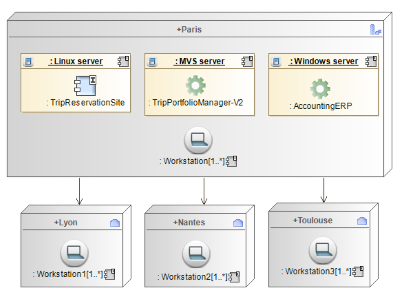 +Paris
: Linux server
: MVS server
: Windows server
: TripReservationSite
: TripPortfolioManager-V2
: AccountingERP
: Workstation[1..*]
+Lyon
+Nantes
+Toulouse
: Workstation1[1..*]
: Workstation2[1..*]
: Workstation3[1..*]